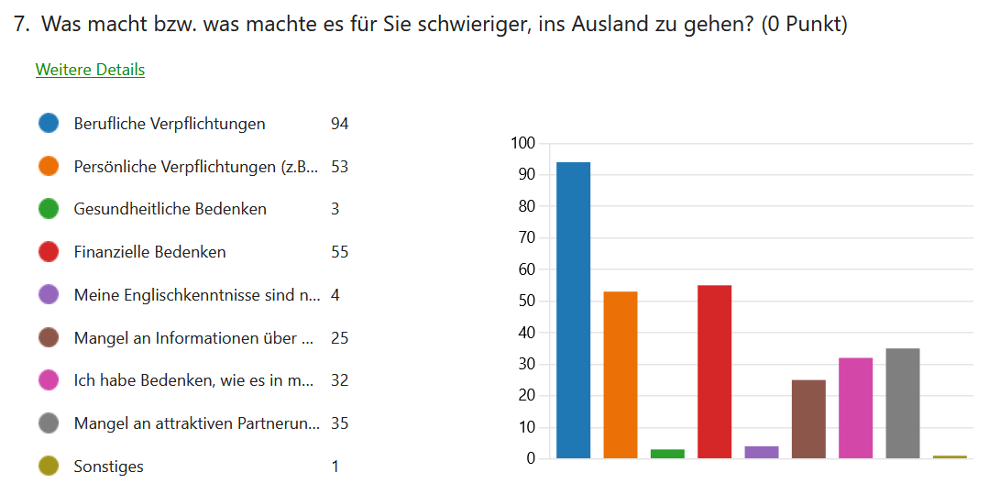 7. Was macht bzw. was machte es für Sie schwieriger, ins Ausland zu gehen? (0 Punkt)
Weitere Details
Berufliche Verpflichtungen 94
Persönliche Verpflichtungen (z.B... 53
Gesundheitliche Bedenken 3
Finanzielle Bedenken 55
Meine Englischkenntnisse sind n... 4
Mangel an Informationen über ... 25
Ich habe Bedenken, wie es in m... 32
Mangel an attraktiven Partnerun... 35
Sonstiges 1
100
90
80
70
60
50
40
30
20
10
0